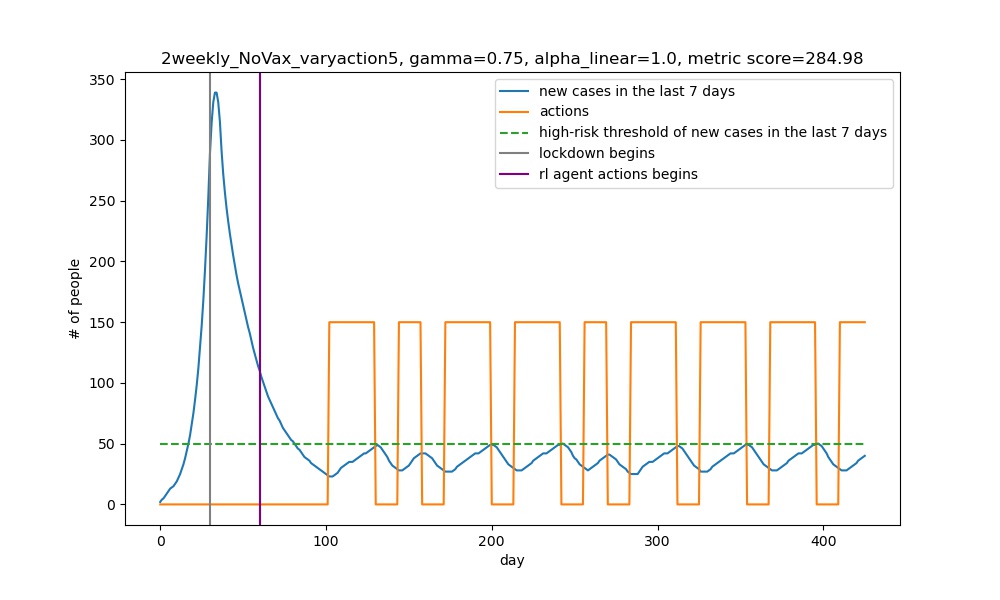 2weekly_NoVax_varyaction5, gamma=0.75, alpha_linear=1.0, metric score=284.98
new cases in the last 7 days
actions
high-risk threshold of new cases in the last 7 days
lockdown begins
rl agent actions begins
# of people
350
300
250
200
150
100
50
0
0 100 200 300 400
day